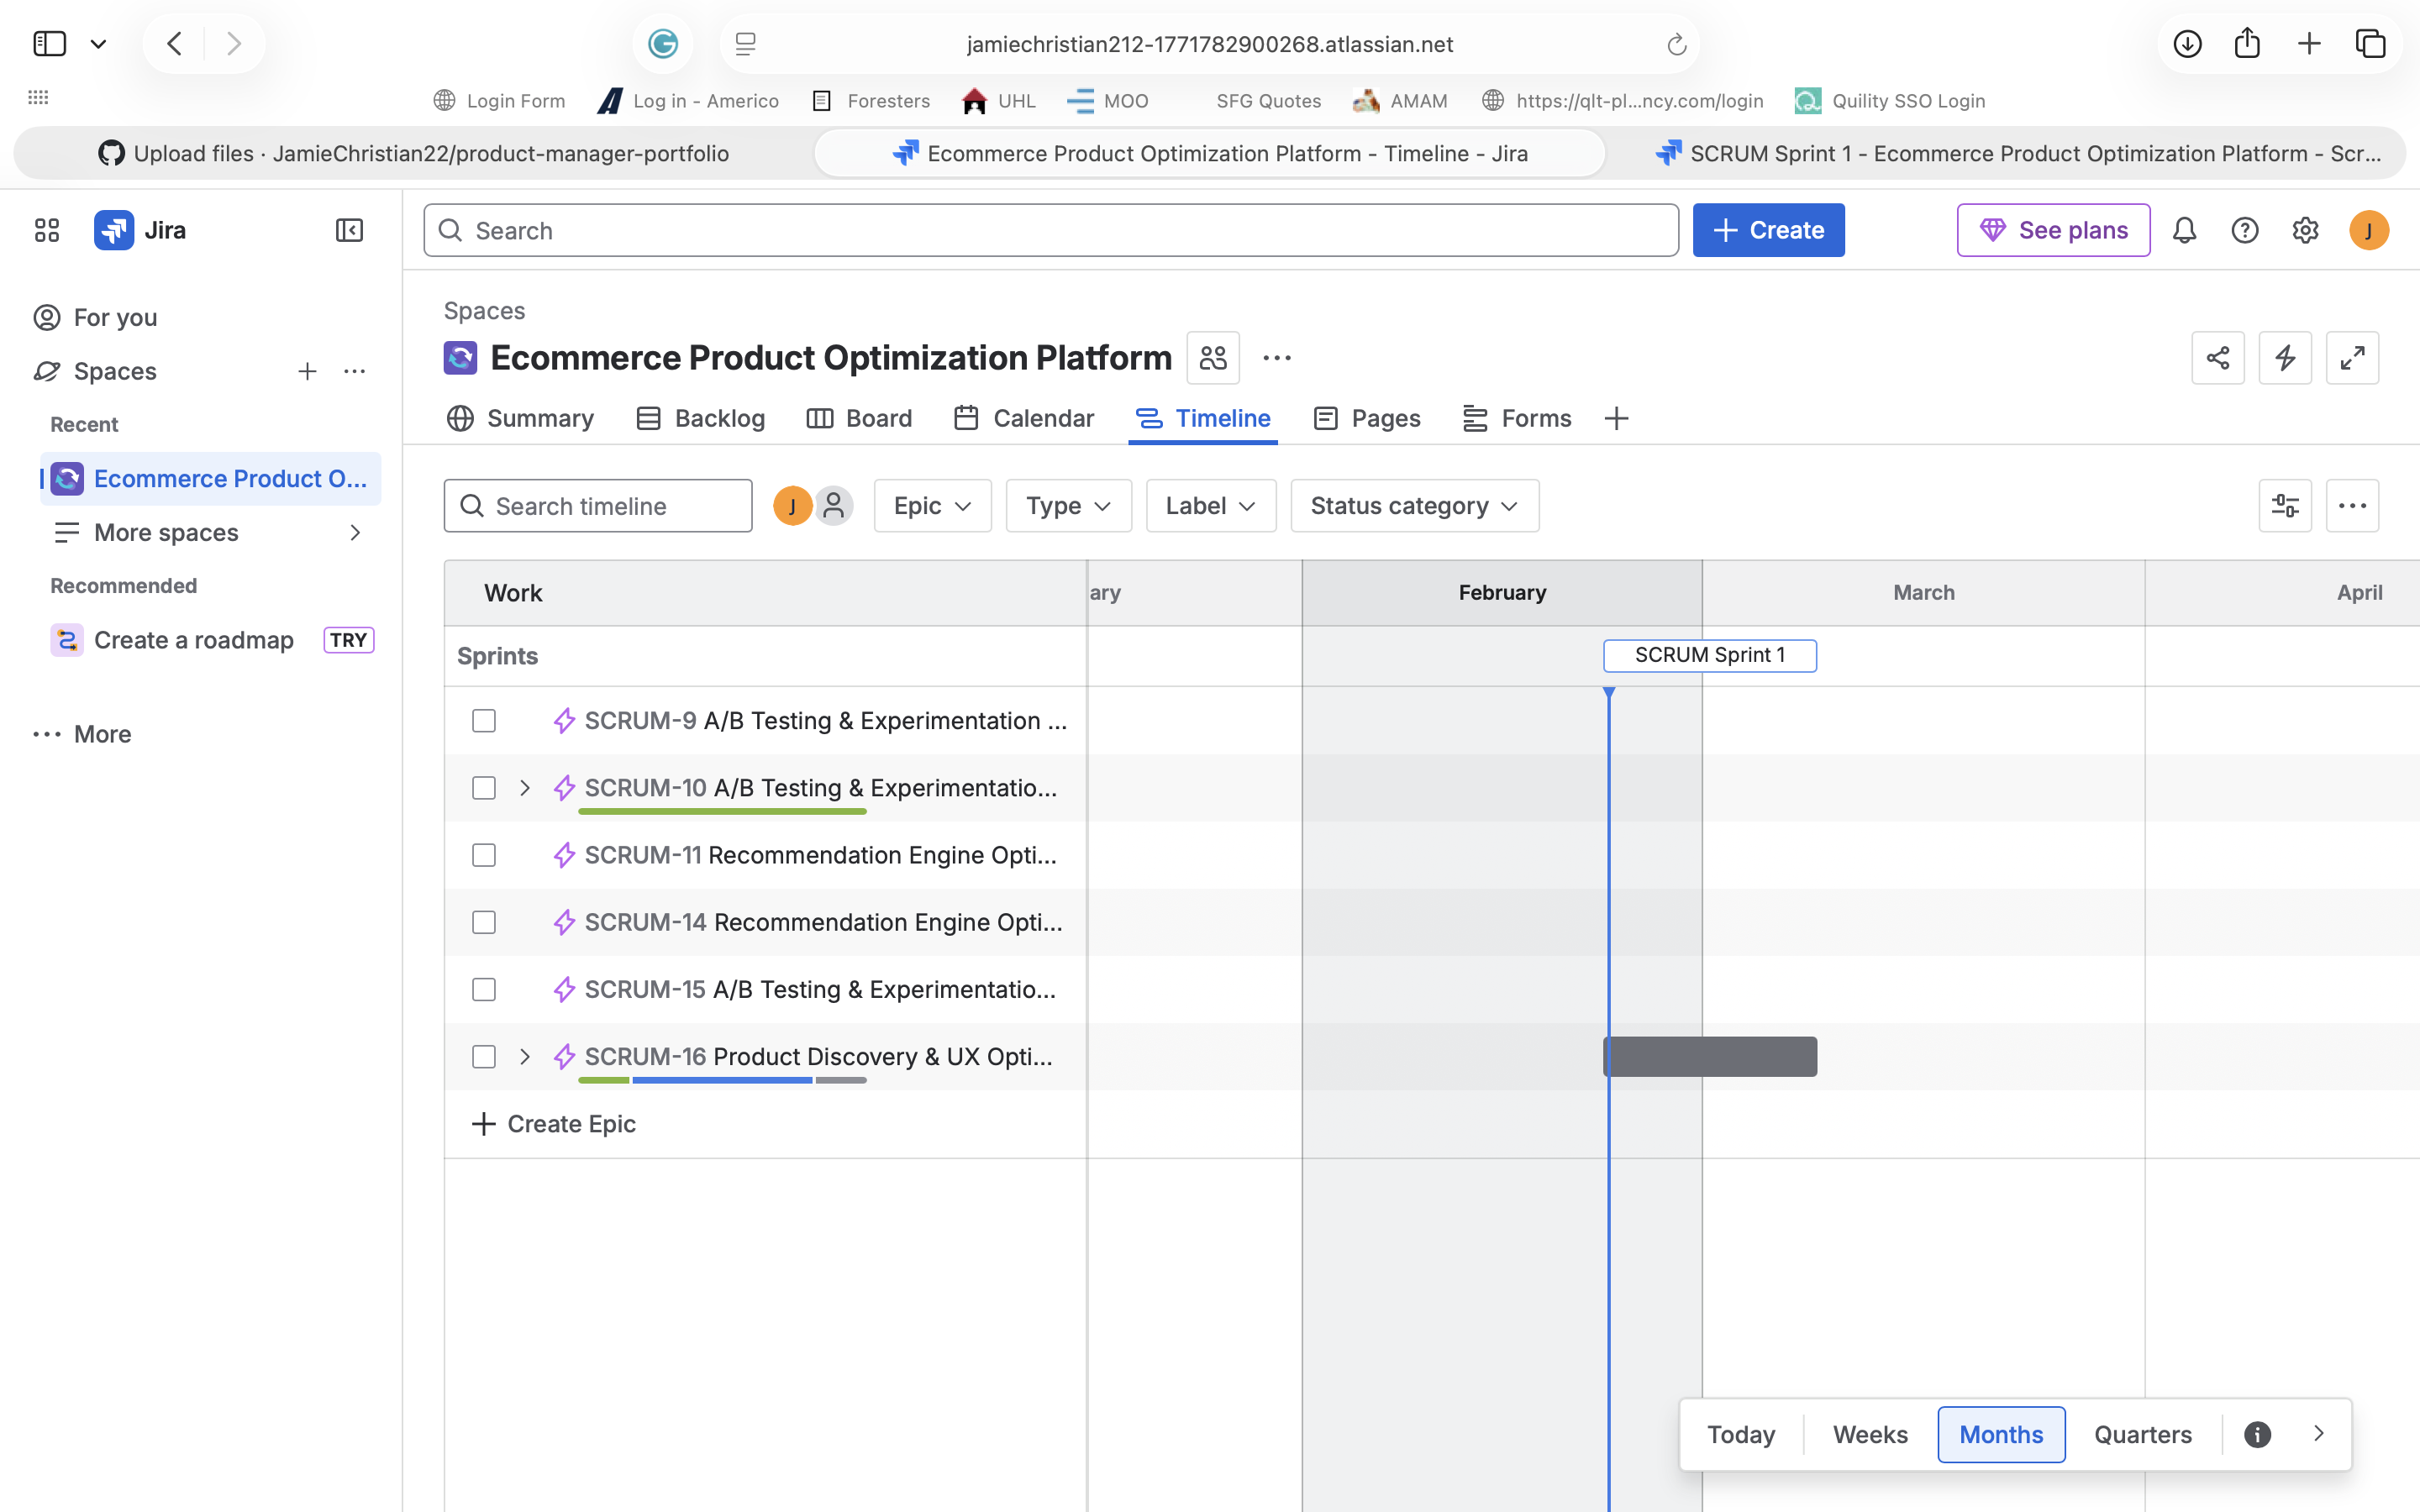 jamiechristian212-1771782900268.atlassian.net
Login Form
Log in - Americo
Foresters
UHL
MOO
SFG Quotes
AMAM
https://qlt-pl...ncy.com/login
Quility SSO Login
Upload files · JamieChristian22/product-manager-portfolio
Ecommerce Product Optimization Platform - Timeline - Jira
SCRUM Sprint 1 - Ecommerce Product Optimization Platform - Scr...
Jira
Search
Create
See plans
J
For you
Spaces
Recent
Ecommerce Product O...
More spaces
Recommended
Create a roadmap
TRY
More
Spaces
Ecommerce Product Optimization Platform
Summary
Backlog
Board
Calendar
Timeline
Pages
Forms
Search timeline
J
Epic
Type
Label
Status category
Work
ary
February
March
April
Sprints
SCRUM Sprint 1
SCRUM-9 A/B Testing & Experimentation ...
SCRUM-10 A/B Testing & Experimentatio...
SCRUM-11 Recommendation Engine Opti...
SCRUM-14 Recommendation Engine Opti...
SCRUM-15 A/B Testing & Experimentatio...
SCRUM-16 Product Discovery & UX Opti...
Create Epic
Today
Weeks
Months
Quarters